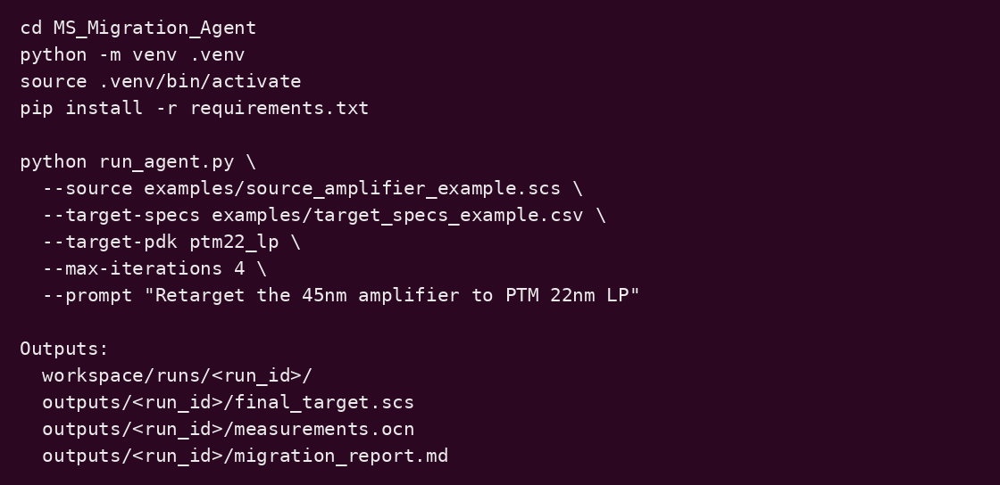 cd MS_Migration_Agent
python -m venv .venv
source .venv/bin/activate
pip install -r requirements.txt

python run_agent.py \
  --source examples/source_amplifier_example.scs \
  --target-specs examples/target_specs_example.csv \
  --target-pdk ptm22_lp \
  --max-iterations 4 \
  --prompt "Retarget the 45nm amplifier to PTM 22nm LP"

Outputs:
  workspace/runs/<run_id>/
  outputs/<run_id>/final_target.scs
  outputs/<run_id>/measurements.ocn
  outputs/<run_id>/migration_report.md